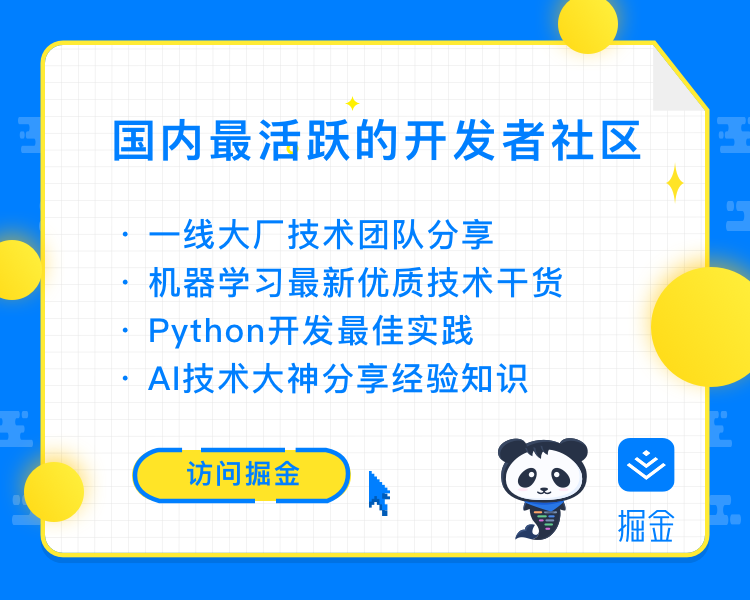 国内最活跃的开发者社区
· 一线大厂技术团队分享
· 机器学习最新优质技术干货
· Python开发最佳实践
· AI技术大神分享经验知识
访问掘金
掘金